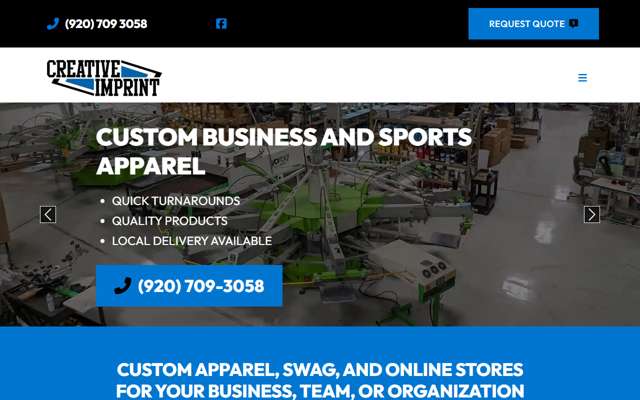 (920) 709 3058
REQUEST QUOTE
CREATIVE
IMPRINT
CUSTOM BUSINESS AND SPORTS
APPAREL
QUICK TURNAROUNDS
QUALITY PRODUCTS
LOCAL DELIVERY AVAILABLE
(920) 709-3058
CUSTOM APPAREL, SWAG, AND ONLINE STORES
FOR YOUR BUSINESS, TEAM, OR ORGANIZATION